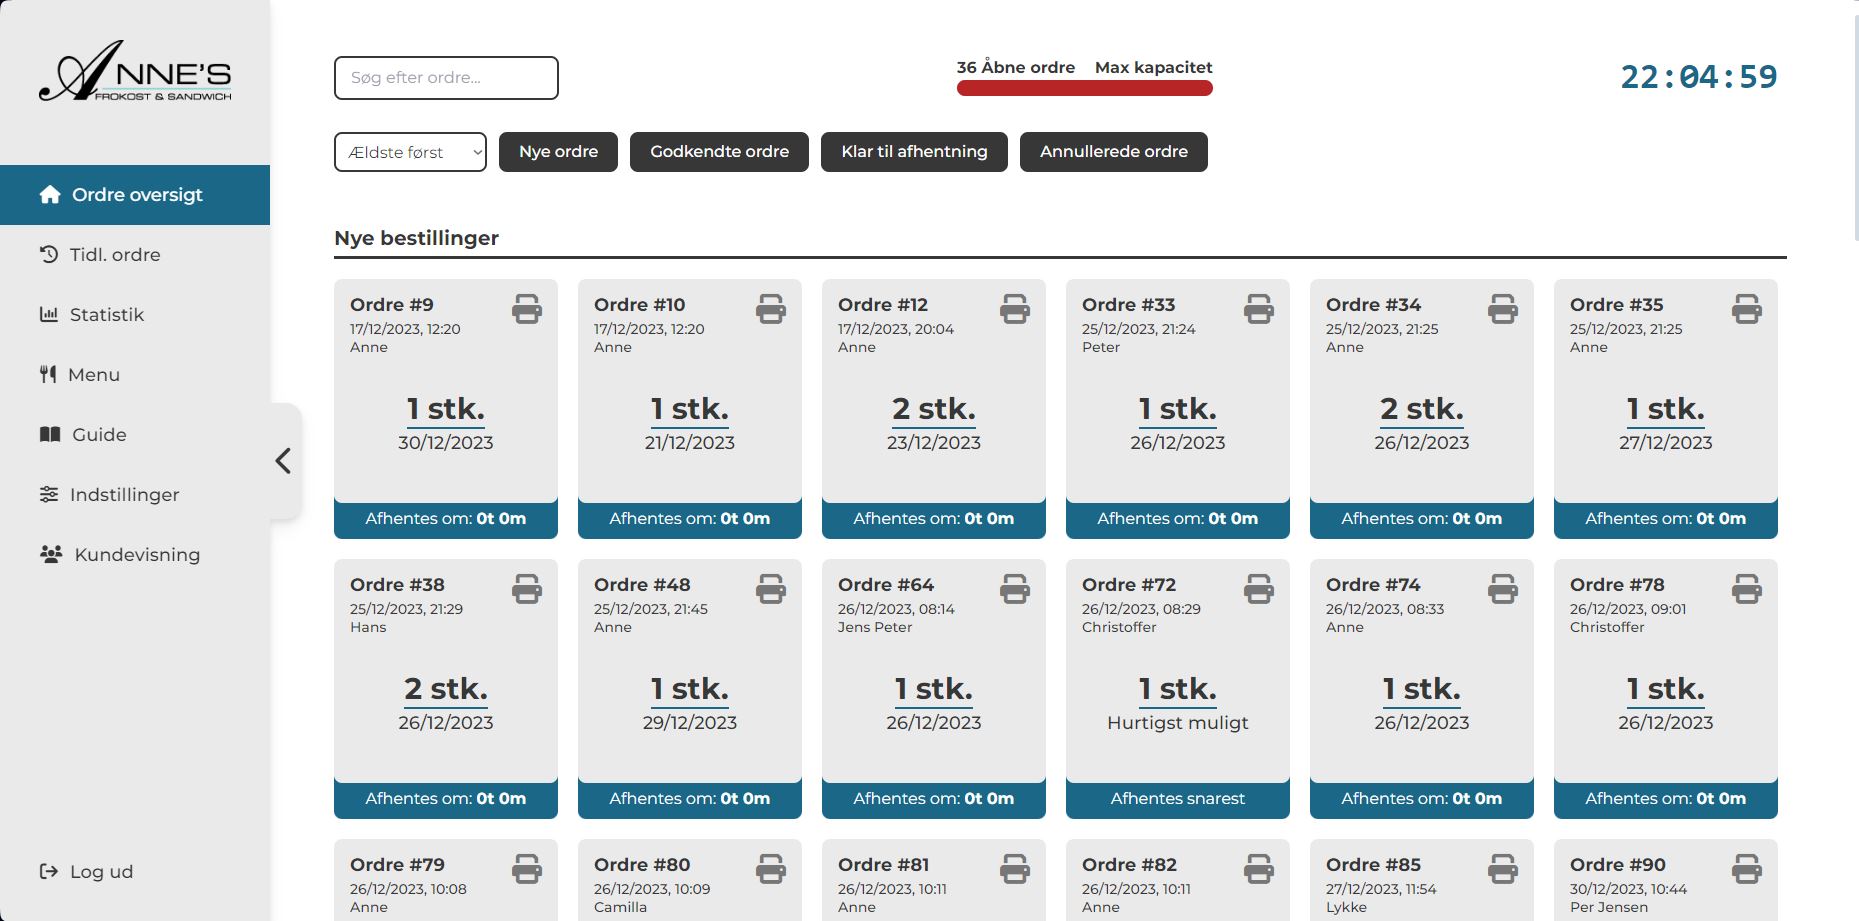 ANNE'S
FROKOST & SANDWICH
Ordre oversigt
Tidl. ordre
Statistik
Menu
Guide
Indstillinger
Kundevisning
Log ud
Søg efter ordre...
36 Åbne ordre Max kapacitet
22:04:59
Ældste først
Nye ordre
Godkendte ordre
Klar til afhentning
Annullerede ordre
Nye bestillinger
Ordre #9
17/12/2023, 12:20
Anne
1 stk.
30/12/2023
Afhentes om: 0t 0m
Ordre #10
17/12/2023, 12:20
Anne
1 stk.
21/12/2023
Afhentes om: 0t 0m
Ordre #12
17/12/2023, 20:04
Anne
2 stk.
23/12/2023
Afhentes om: 0t 0m
Ordre #33
25/12/2023, 21:24
Peter
1 stk.
26/12/2023
Afhentes om: 0t 0m
Ordre #34
25/12/2023, 21:25
Anne
2 stk.
26/12/2023
Afhentes om: 0t 0m
Ordre #35
25/12/2023, 21:25
Anne
1 stk.
27/12/2023
Afhentes om: 0t 0m
Ordre #38
25/12/2023, 21:29
Hans
2 stk.
26/12/2023
Afhentes om: 0t 0m
Ordre #48
25/12/2023, 21:45
Anne
1 stk.
29/12/2023
Afhentes om: 0t 0m
Ordre #64
26/12/2023, 08:14
Jens Peter
1 stk.
26/12/2023
Afhentes om: 0t 0m
Ordre #72
26/12/2023, 08:29
Christoffer
1 stk.
Hurtigst muligt
Afhentes snarest
Ordre #74
26/12/2023, 08:33
Anne
1 stk.
26/12/2023
Afhentes om: 0t 0m
Ordre #78
26/12/2023, 09:01
Christoffer
1 stk.
26/12/2023
Afhentes om: 0t 0m
Ordre #79
26/12/2023, 10:08
Anne
Ordre #80
26/12/2023, 10:09
Camilla
Ordre #81
26/12/2023, 10:11
Anne
Ordre #82
26/12/2023, 10:11
Anne
Ordre #85
27/12/2023, 11:54
Lykke
Ordre #90
30/12/2023, 10:44
Per Jensen